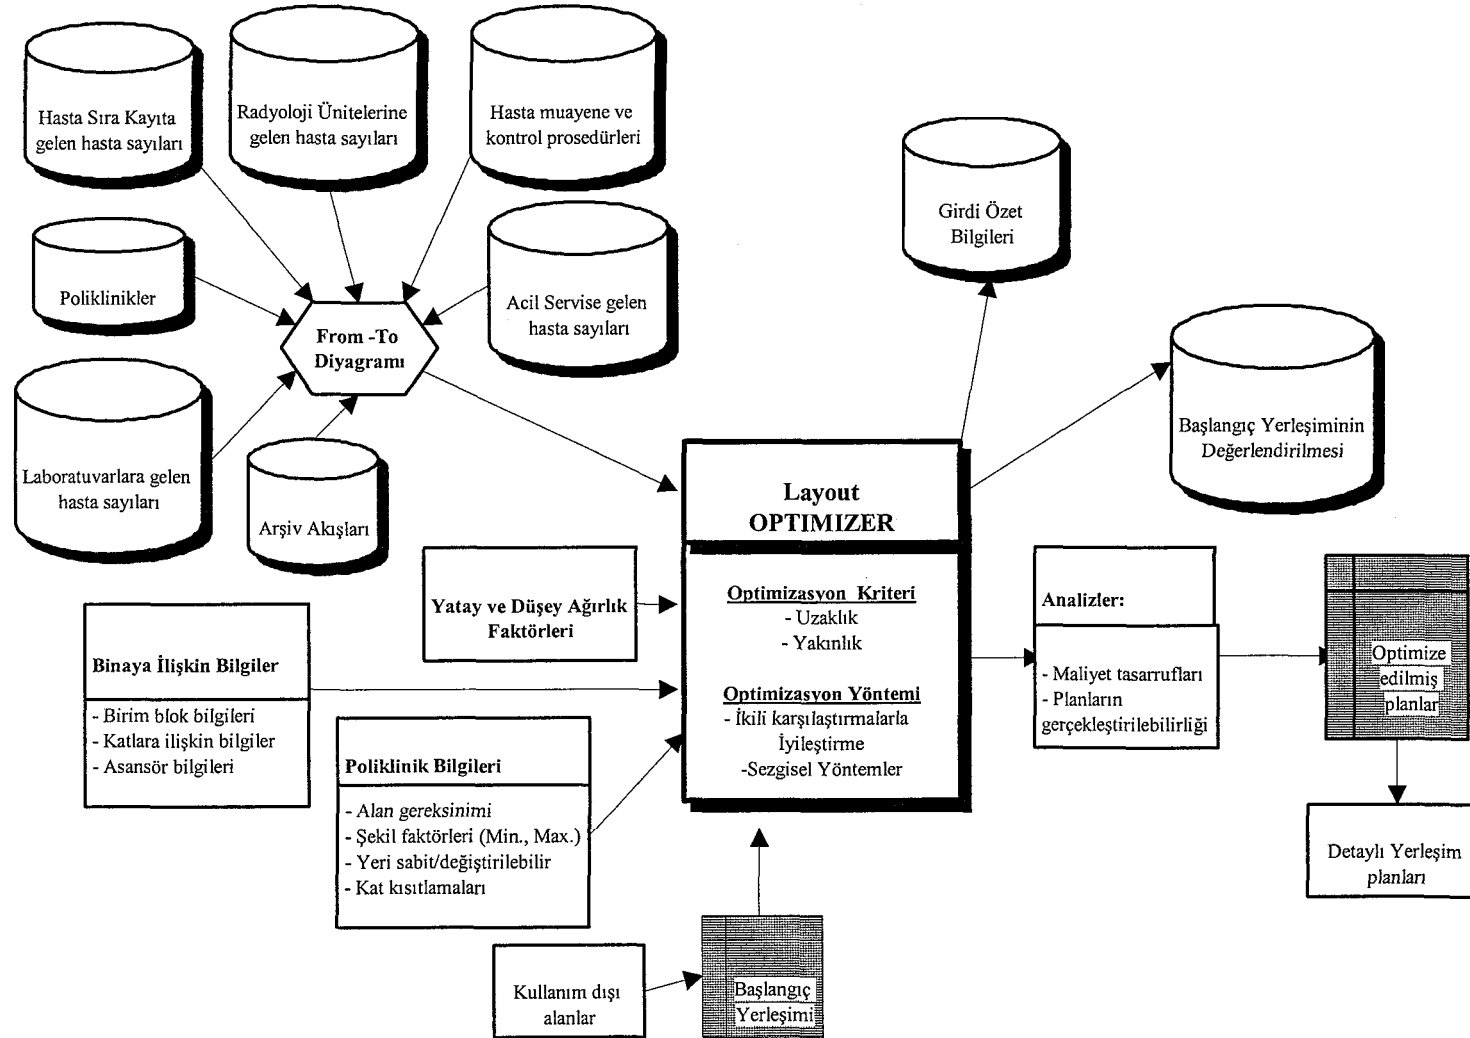 Hasta Sıra Kayıta
gelen hasta sayıları
Radyoloji Ünitelerine
gelen hasta sayıları
Hasta muayene ve
kontrol prosedürleri
Girdi Özet
Bilgileri
Poliklinikler
Acil Servise gelen
hasta sayıları
From -To
Diyagramı
Laboratuvarlara gelen
hasta sayıları
Arşiv Akışları
Başlangıç Yerleşiminin
Değerlendirilmesi
Layout
OPTIMIZER
Optimizasyon Kriteri
- Uzaklık
- Yakınlık
Optimizasyon Yöntemi
- İkili karşılaştırmalarla
İyileştirme
-Sezgisel Yöntemler
Yatay ve Düşey Ağırlık
Faktörleri
Binaya İlişkin Bilgiler
- Birim blok bilgileri
- Katlara ilişkin bilgiler
- Asansör bilgileri
Poliklinik Bilgileri
- Alan gereksinimi
- Şekil faktörleri (Min., Max.)
- Yeri sabit/değiştirilebilir
- Kat kısıtlamaları
Analizler:
- Maliyet tasarrufları
- Planların
gerçekleştirilebilirliği
Optimize
edilmiş
planlar
Detaylı Yerleşim
planları
Kullanım dışı
alanlar
Başlangıç
Yerleşimi